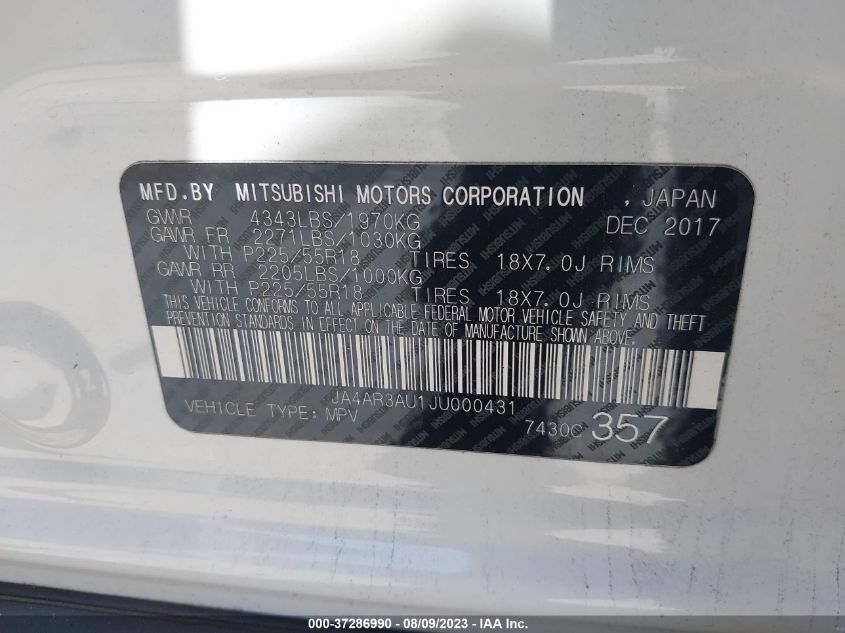 MFD.BY MITSUBISHI MOTORS CORPORATION , JAPAN
GVWR 4343LBS/1970KG DEC 2017
GAWR FR 2271LBS/1030KG
WITH P225/55R18 TIRES 18X7.0J RIMS
GAWR RR 2205LBS/1000KG
WITH P225/55R18 TIRES 18X7.0J RIMS
THIS VEHICLE CONFORMS TO ALL APPLICABLE FEDERAL MOTOR VEHICLE SAFETY AND THEFT
PREVENTION STANDARDS IN EFFECT ON THE DATE OF MANUFACTURE SHOWN ABOVE.
JA4AR3AU1JU000431
VEHICLE TYPE: MPV 7430C 357
000-37286990 - 08/09/2023 - IAAI.com